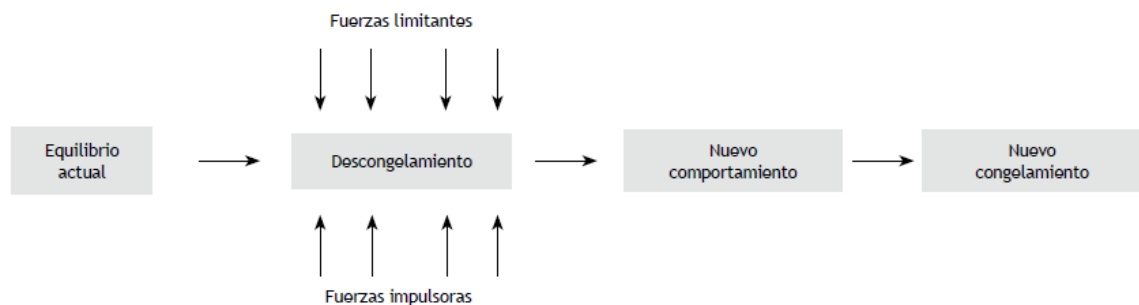 Fuerzas limitantes
Equilibrio
actual
Descongelamiento
Nuevo
comportamiento
Nuevo
congelamiento
Fuerzas impulsoras